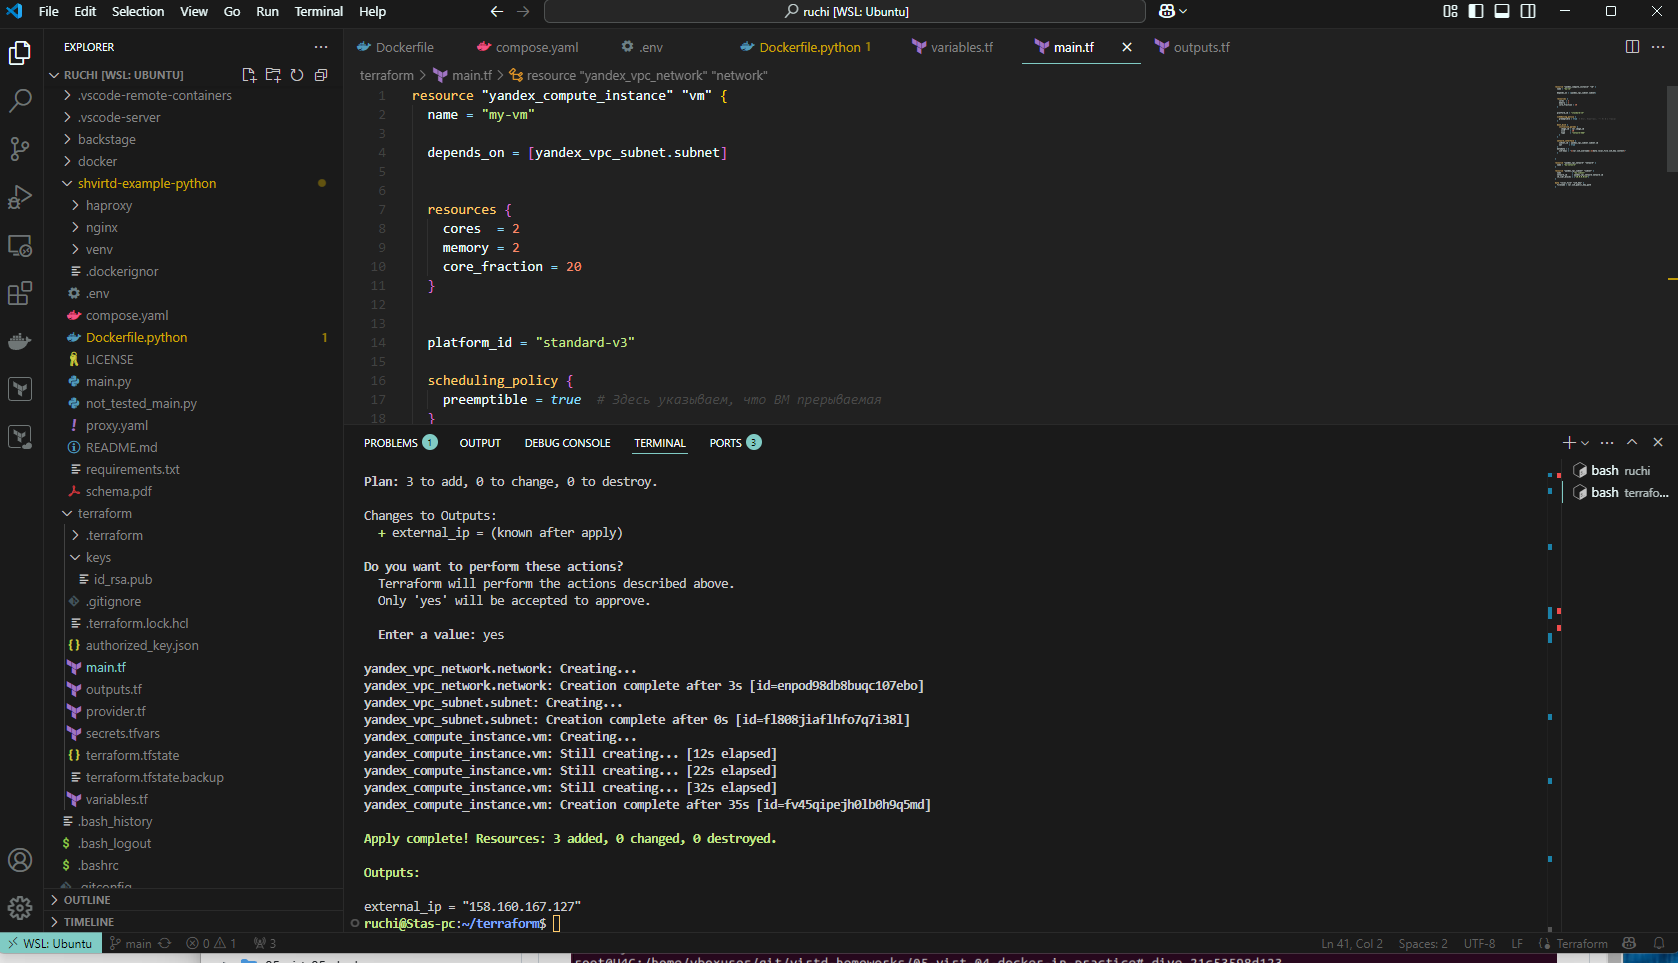 File Edit Selection View Go Run Terminal Help
ruchi [WSL: Ubuntu]
EXPLORER
RUCHI [WSL: UBUNTU]
.vscode-remote-containers
.vscode-server
backstage
docker
shvirtd-example-python
haproxy
nginx
venv
.dockerignor
.env
compose.yaml
Dockerfile.python 1
LICENSE
main.py
not_tested_main.py
proxy.yaml
README.md
requirements.txt
schema.pdf
terraform
.terraform
keys
id_rsa.pub
.gitignore
.terraform.lock.hcl
authorized_key.json
main.tf
outputs.tf
provider.tf
secrets.tfvars
terraform.tfstate
terraform.tfstate.backup
variables.tf
.bash_history
.bash_logout
.bashrc
.gitconfig
OUTLINE
TIMELINE
Dockerfile compose.yaml .env Dockerfile.python 1 variables.tf main.tf outputs.tf
terraform > main.tf > resource "yandex_vpc_network" "network"
1 resource "yandex_compute_instance" "vm" {
2 name = "my-vm"
3
4 depends_on = [yandex_vpc_subnet.subnet]
5
6
7 resources {
8 cores = 2
9 memory = 2
10 core_fraction = 20
11 }
12
13
14 platform_id = "standard-v3"
15
16 scheduling_policy {
17 preemptible = true # Здесь указываем, что ВМ прерываемая
18 }
PROBLEMS 1 OUTPUT DEBUG CONSOLE TERMINAL PORTS 3
bash ruchi
bash terrafo...
Plan: 3 to add, 0 to change, 0 to destroy.
Changes to Outputs:
+ external_ip = (known after apply)
Do you want to perform these actions?
Terraform will perform the actions described above.
Only 'yes' will be accepted to approve.
Enter a value: yes
yandex_vpc_network.network: Creating...
yandex_vpc_network.network: Creation complete after 3s [id=enpod98db8buqc107ebo]
yandex_vpc_subnet.subnet: Creating...
yandex_vpc_subnet.subnet: Creation complete after 0s [id=fl808jiaflhfo7q7i38l]
yandex_compute_instance.vm: Creating...
yandex_compute_instance.vm: Still creating... [12s elapsed]
yandex_compute_instance.vm: Still creating... [22s elapsed]
yandex_compute_instance.vm: Still creating... [32s elapsed]
yandex_compute_instance.vm: Creation complete after 35s [id=fv45qipejh0lb0h9q5md]
Apply complete! Resources: 3 added, 0 changed, 0 destroyed.
Outputs:
external_ip = "158.160.167.127"
ruchi@Stas-pc:~/terraform$
WSL: Ubuntu main 0 1 3 Ln 41, Col 2 Spaces: 2 UTF-8 LF Terraform